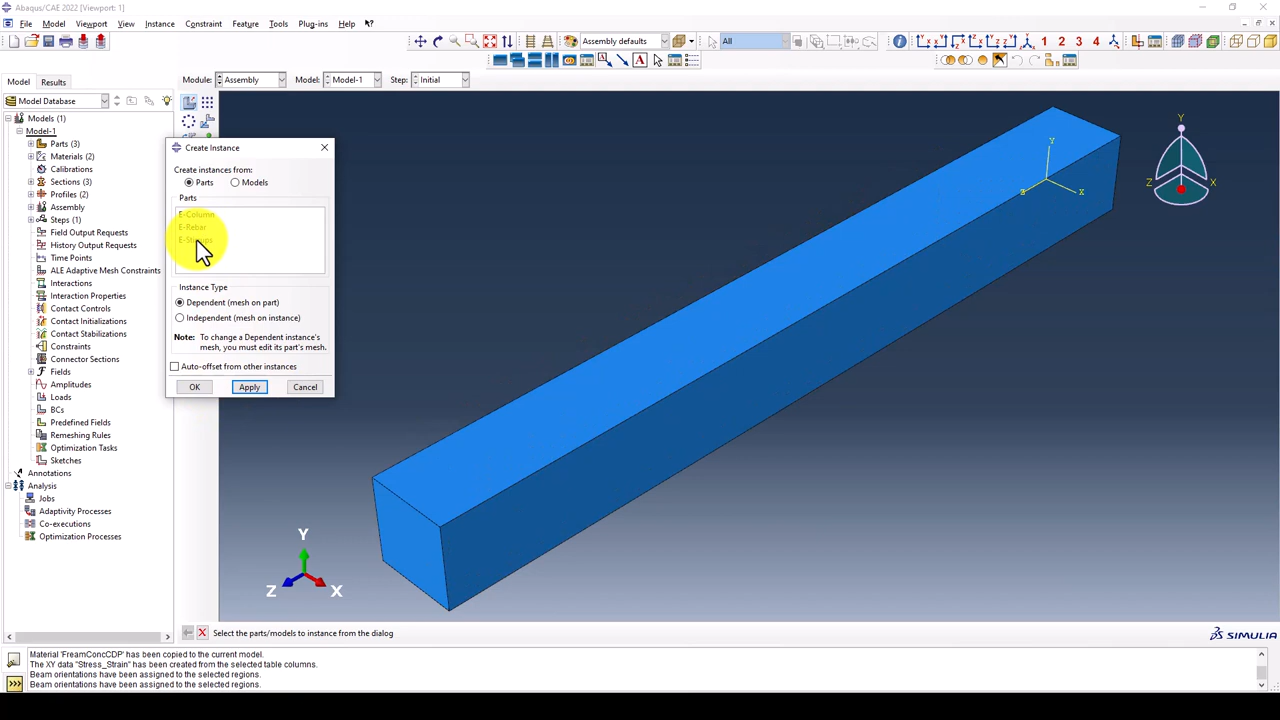 Abaqus/CAE 2022 [Viewport: 1]
File Model Viewport View Instance Constraint Feature Tools Plug-ins Help
Assembly defaults All 1 2 3 4
Model Results Module: Assembly Model: Model-1 Step: Initial
Model Database
Models (1)
Model-1
Parts (3)
Materials (2)
Calibrations
Sections (3)
Profiles (2)
Assembly
Steps (1)
Field Output Requests
History Output Requests
Time Points
ALE Adaptive Mesh Constraints
Interactions
Interaction Properties
Contact Controls
Contact Initializations
Contact Stabilizations
Constraints
Connector Sections
Fields
Amplitudes
Loads
BCs
Predefined Fields
Remeshing Rules
Optimization Tasks
Sketches
Annotations
Analysis
Jobs
Adaptivity Processes
Co-executions
Optimization Processes
Create Instance
Create instances from:
Parts Models
Parts
E-Column
E-Rebar
Instance Type
Dependent (mesh on part)
Independent (mesh on instance)
Note: To change a Dependent instance's
mesh, you must edit its part's mesh.
Auto-offset from other instances
OK Apply Cancel
Y
Z X
Y
Z X
Y
Z X
Select the parts/models to instance from the dialog
SIMULIA
Material 'FreamConcCDP' has been copied to the current model.
The XY data "Stress_Strain" has been created from the selected table columns.
Beam orientations have been assigned to the selected regions.
Beam orientations have been assigned to the selected regions.
>>>